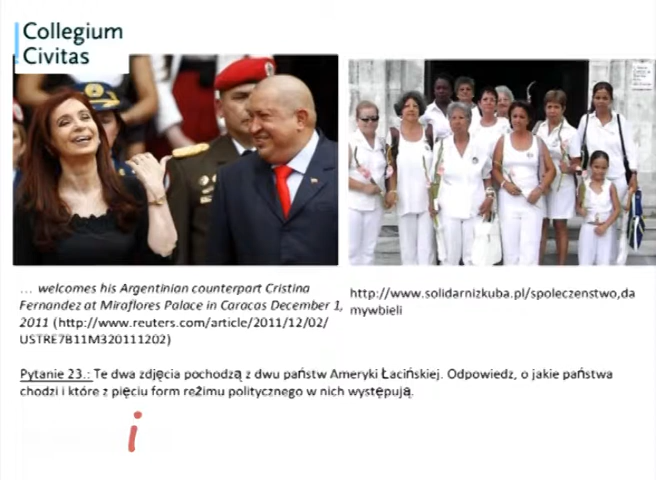 Collegium
Civitas
... welcomes his Argentinian counterpart Cristina
Fernandez at Miraflores Palace in Caracas December 1,
2011 (http://www.reuters.com/article/2011/12/02/
USTRE7B11M320111202)
http://www.solidarnizkuba.pl/spoleczenstwo,da
mywbieli
Pytanie 23.: Te dwa zdjęcia pochodzą z dwu państw Ameryki Łacińskiej. Odpowiedz, o jakie państwa
chodzi i które z pięciu form reżimu politycznego w nich występują.
i